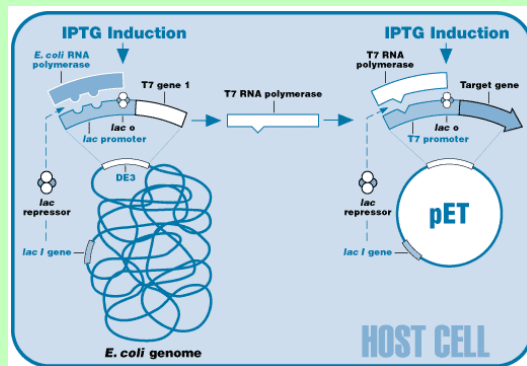 IPTG Induction
E. coli RNA
polymerase
T7 gene 1
lac o
lac promoter
DE3
lac
repressor
lac I gene
E. coli genome
T7 RNA polymerase
IPTG Induction
T7 RNA
polymerase
Target gene
lac o
T7 promoter
lac
repressor
pET
lac I gene
HOST CELL